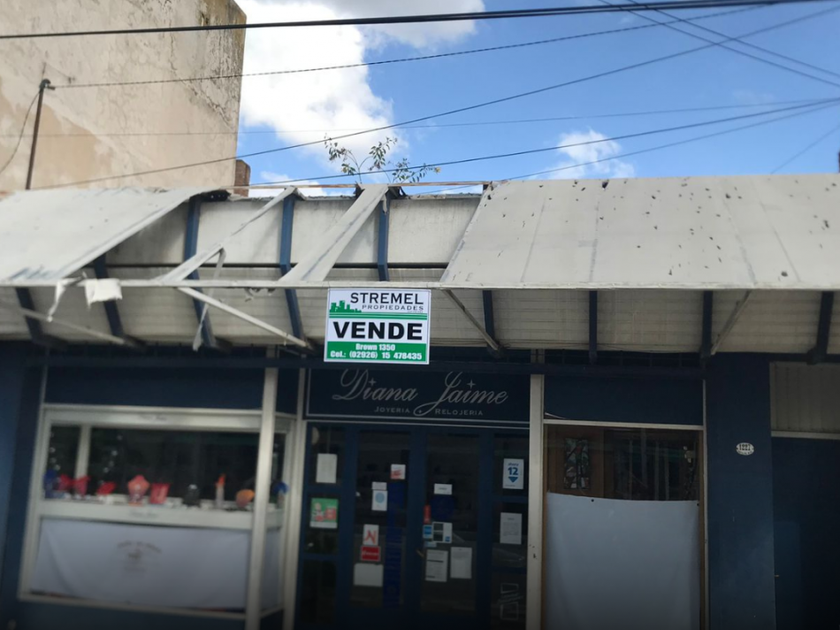 STREMEL
PROPIEDADES
VENDE
Brown 1350
Cel.: (02926) 15 478435
Diana Jaime
JOYERIA RELOJERIA
12